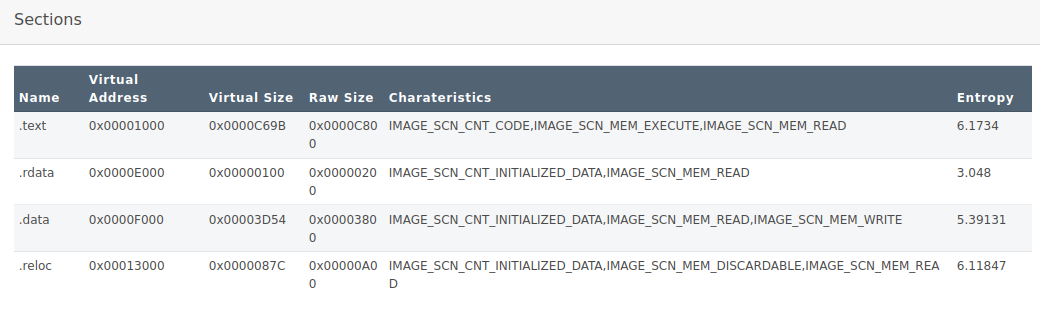 Sections
Virtual
Name Address Virtual Size Raw Size Charateristics Entropy
.text 0x00001000 0x0000C69B 0x0000C80 IMAGE_SCN_CNT_CODE,IMAGE_SCN_MEM_EXECUTE,IMAGE_SCN_MEM_READ 6.1734
0
.rdata 0x0000E000 0x00000100 0x0000020 IMAGE_SCN_CNT_INITIALIZED_DATA,IMAGE_SCN_MEM_READ 3.048
0
.data 0x0000F000 0x00003D54 0x0000380 IMAGE_SCN_CNT_INITIALIZED_DATA,IMAGE_SCN_MEM_READ,IMAGE_SCN_MEM_WRITE 5.39131
0
.reloc 0x00013000 0x0000087C 0x00000A0 IMAGE_SCN_CNT_INITIALIZED_DATA,IMAGE_SCN_MEM_DISCARDABLE,IMAGE_SCN_MEM_REA 6.11847
0 D